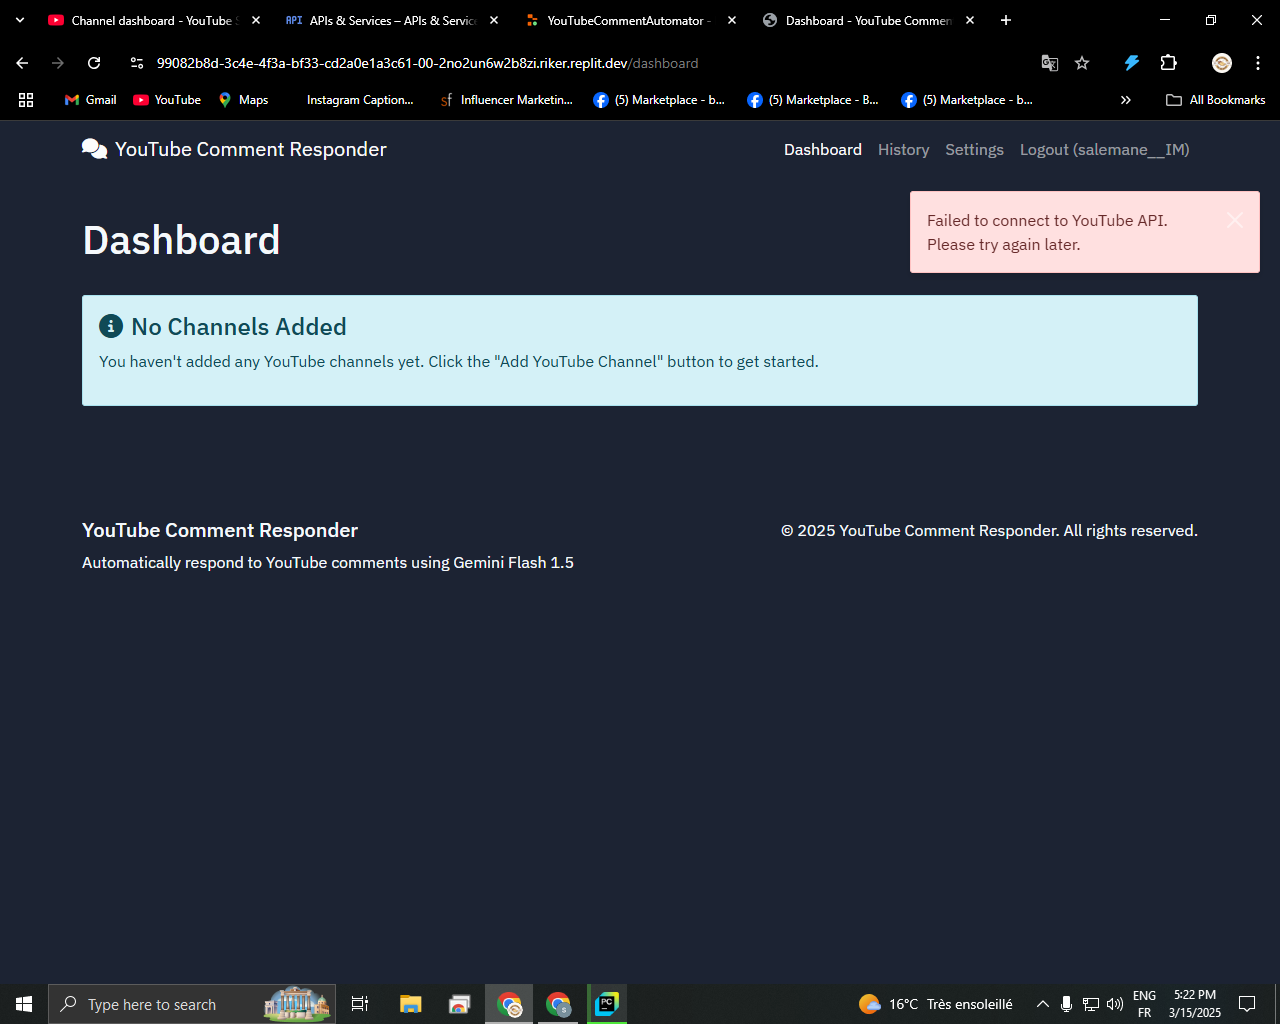 Channel dashboard - YouTube S
API APIs & Services – APIs & Service
YouTubeCommentAutomator -
Dashboard - YouTube Commen
99082b8d-3c4e-4f3a-bf33-cd2a0e1a3c61-00-2no2un6w2b8zi.riker.replit.dev/dashboard
Gmail
YouTube
Maps
Instagram Caption...
sf Influencer Marketin...
(5) Marketplace - b...
(5) Marketplace - B...
(5) Marketplace - b...
All Bookmarks
YouTube Comment Responder
Dashboard
History
Settings
Logout (salemane__IM)
Failed to connect to YouTube API.
Please try again later.
Dashboard
No Channels Added
You haven't added any YouTube channels yet. Click the "Add YouTube Channel" button to get started.
YouTube Comment Responder
© 2025 YouTube Comment Responder. All rights reserved.
Automatically respond to YouTube comments using Gemini Flash 1.5
Type here to search
S
PC
16°C Très ensoleillé
ENG
FR
5:22 PM
3/15/2025